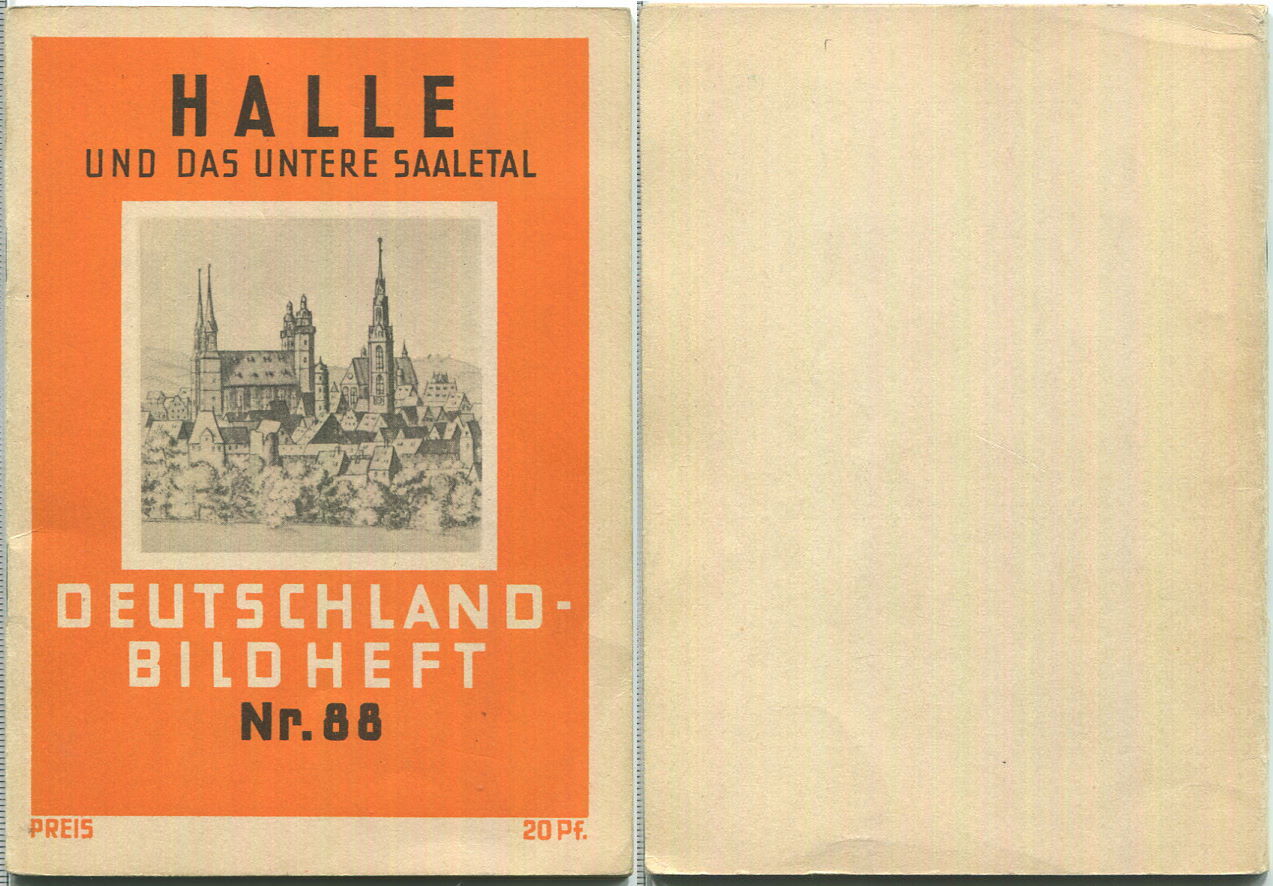 HALLE
UND DAS UNTERE SAALETAL
DEUTSCHLAND-
BILDHEFT
Nr. 88
PREIS 20 Pf.